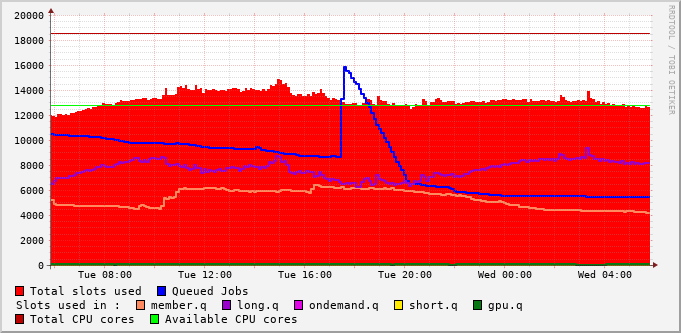 20000
18000
16000
14000
12000
10000
8000
6000
4000
2000
0
Tue 08:00 Tue 12:00 Tue 16:00 Tue 20:00 Wed 00:00 Wed 04:00
Total slots used Queued Jobs
Slots used in : member.q long.q ondemand.q short.q gpu.q
Total CPU cores Available CPU cores
RRDTOOL / TOBI OETIKER